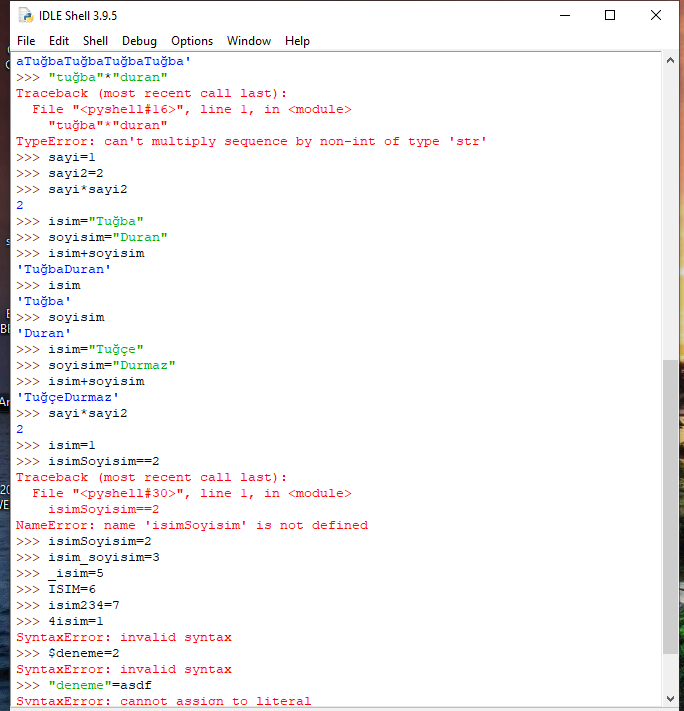 IDLE Shell 3.9.5
File Edit Shell Debug Options Window Help
aTuğbaTuğbaTuğbaTuğba'
>>> "tuğba"*"duran"
Traceback (most recent call last):
  File "<pyshell#16>", line 1, in <module>
    "tuğba"*"duran"
TypeError: can't multiply sequence by non-int of type 'str'
>>> sayi=1
>>> sayi2=2
>>> sayi*sayi2
2
>>> isim="Tuğba"
>>> soyisim="Duran"
>>> isim+soyisim
'TuğbaDuran'
>>> isim
'Tuğba'
>>> soyisim
'Duran'
>>> isim="Tuğçe"
>>> soyisim="Durmaz"
>>> isim+soyisim
'TuğçeDurmaz'
>>> sayi*sayi2
2
>>> isim=1
>>> isimSoyisim==2
Traceback (most recent call last):
  File "<pyshell#30>", line 1, in <module>
    isimSoyisim==2
NameError: name 'isimSoyisim' is not defined
>>> isimSoyisim=2
>>> isim_soyisim=3
>>> _isim=5
>>> ISIM=6
>>> isim234=7
>>> 4isim=1
SyntaxError: invalid syntax
>>> $deneme=2
SyntaxError: invalid syntax
>>> "deneme"=asdf
SyntaxError: cannot assign to literal